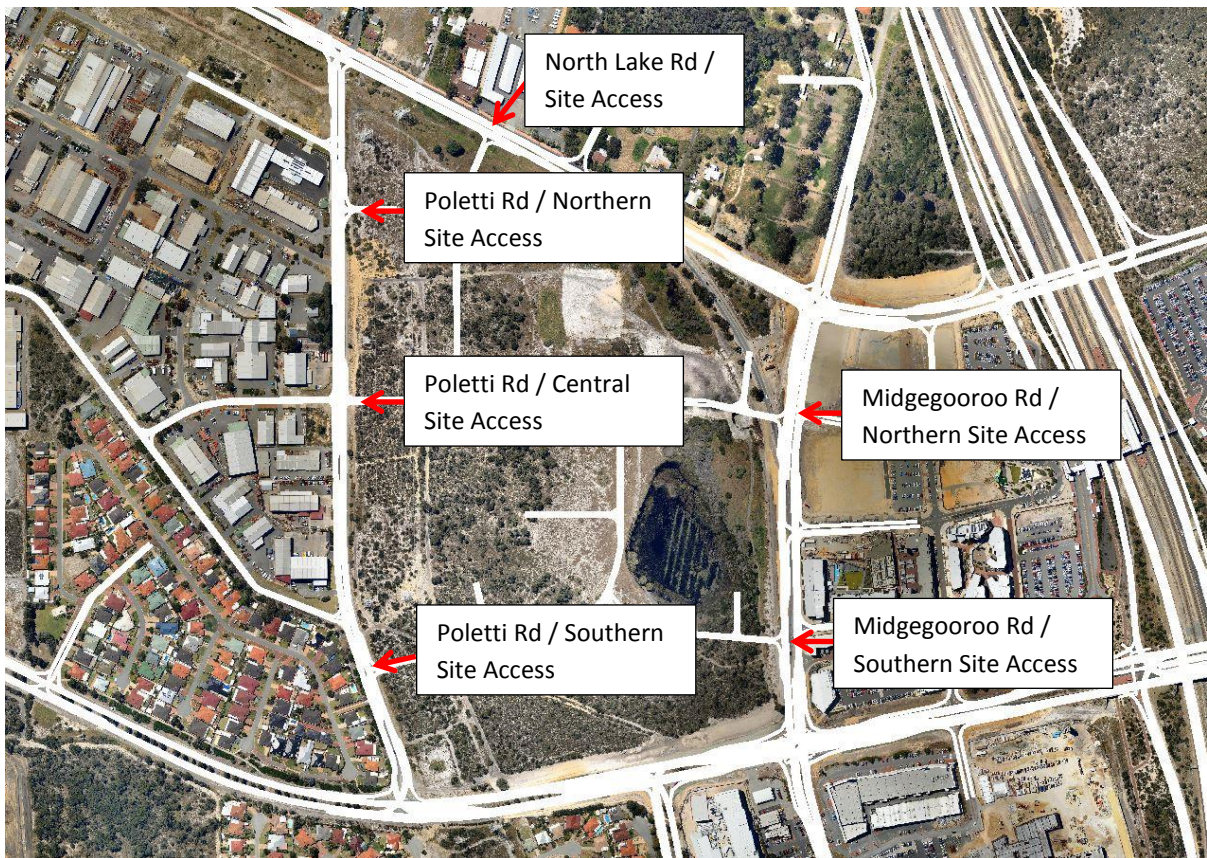 North Lake Rd /
Site Access
Poletti Rd / Northern
Site Access
Poletti Rd / Central
Site Access
Midgegooroo Rd /
Northern Site Access
Poletti Rd / Southern
Site Access
Midgegooroo Rd /
Southern Site Access